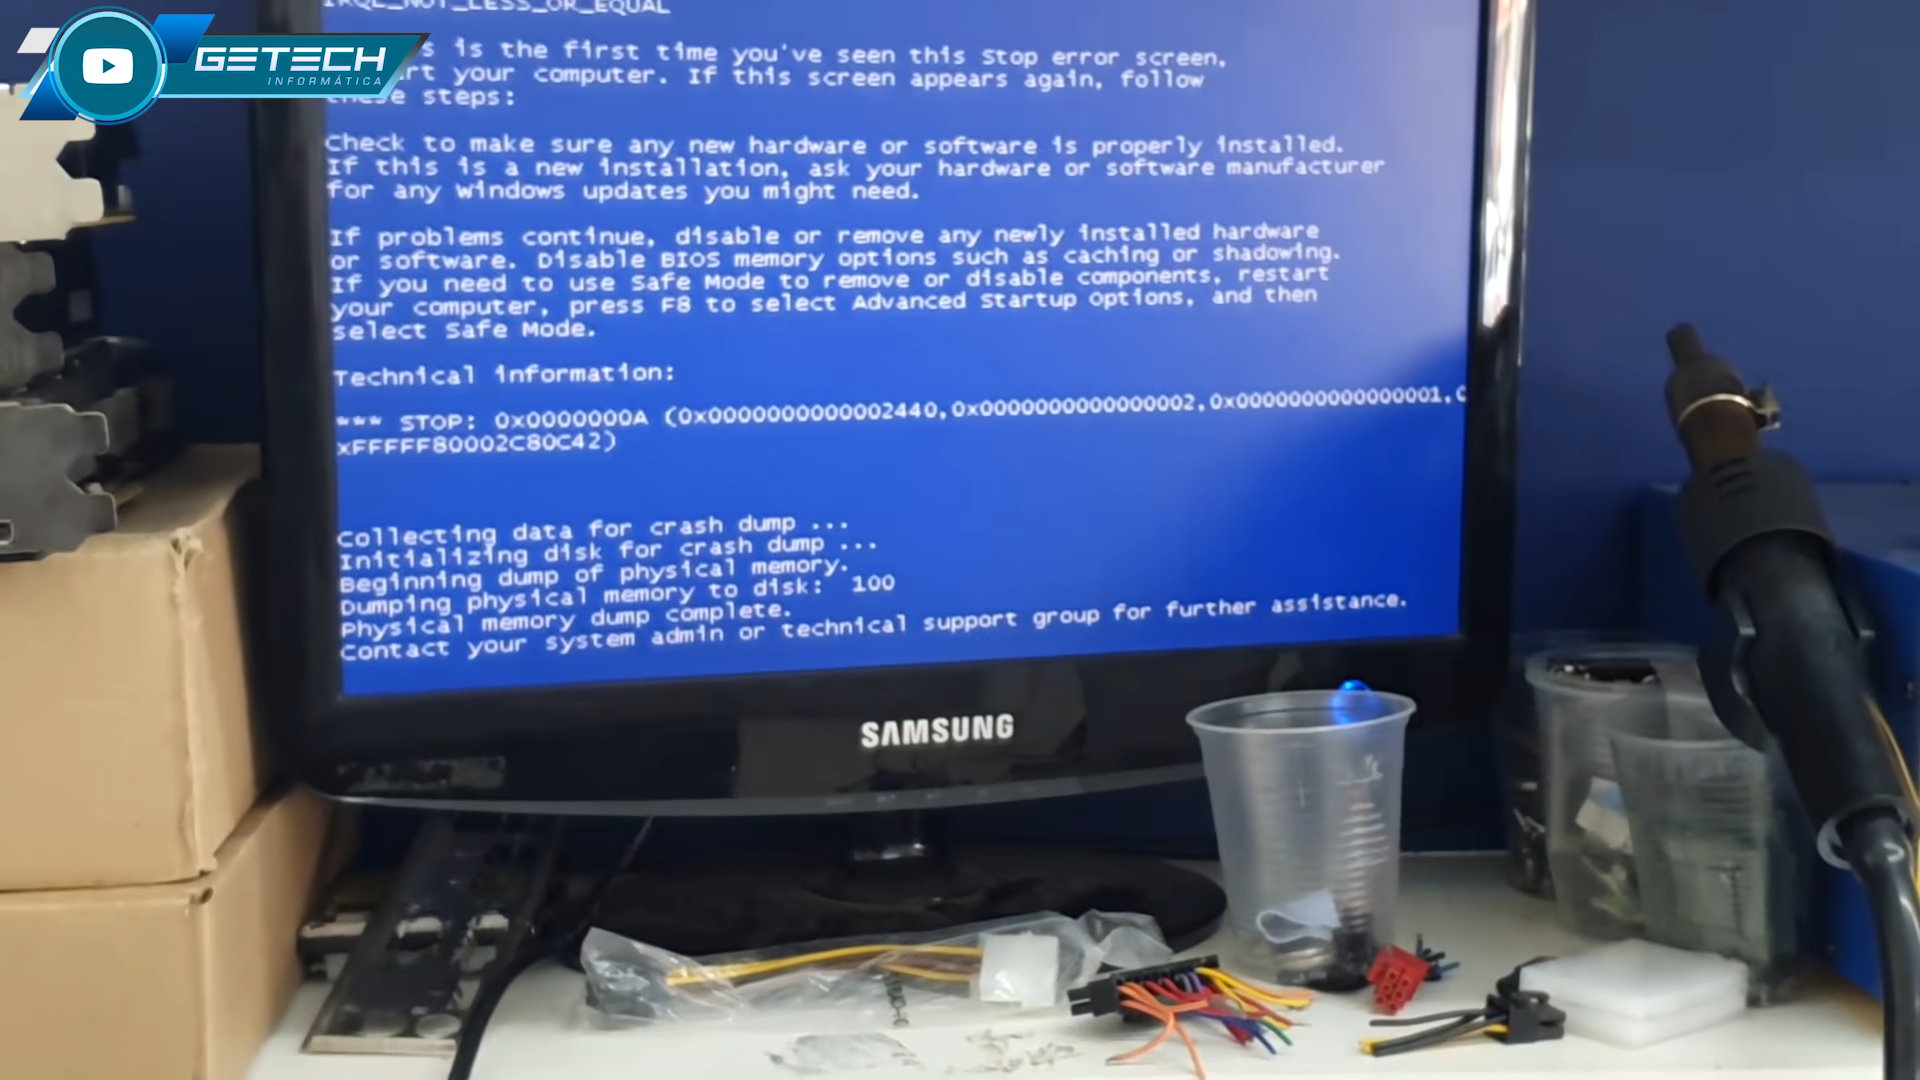 GETECH
INFORMÁTICA
IRQL_NOT_LESS_OR_EQUAL
is the first time you've seen this Stop error screen,
your computer. If this screen appears again, follow
these steps:
Check to make sure any new hardware or software is properly installed.
If this is a new installation, ask your hardware or software manufacturer
for any Windows updates you might need.
If problems continue, disable or remove any newly installed hardware
or software. Disable BIOS memory options such as caching or shadowing.
If you need to use Safe Mode to remove or disable components, restart
your computer, press F8 to select Advanced Startup Options, and then
select Safe Mode.
Technical information:
*** STOP: 0x0000000A (0x0000000000002440,0x0000000000000002,0x0000000000000001,0
xFFFFF80002C80C42)
Collecting data for crash dump ...
Initializing disk for crash dump ...
Beginning dump of physical memory.
Dumping physical memory to disk:  100
Physical memory dump complete.
Contact your system admin or technical support group for further assistance.
SAMSUNG